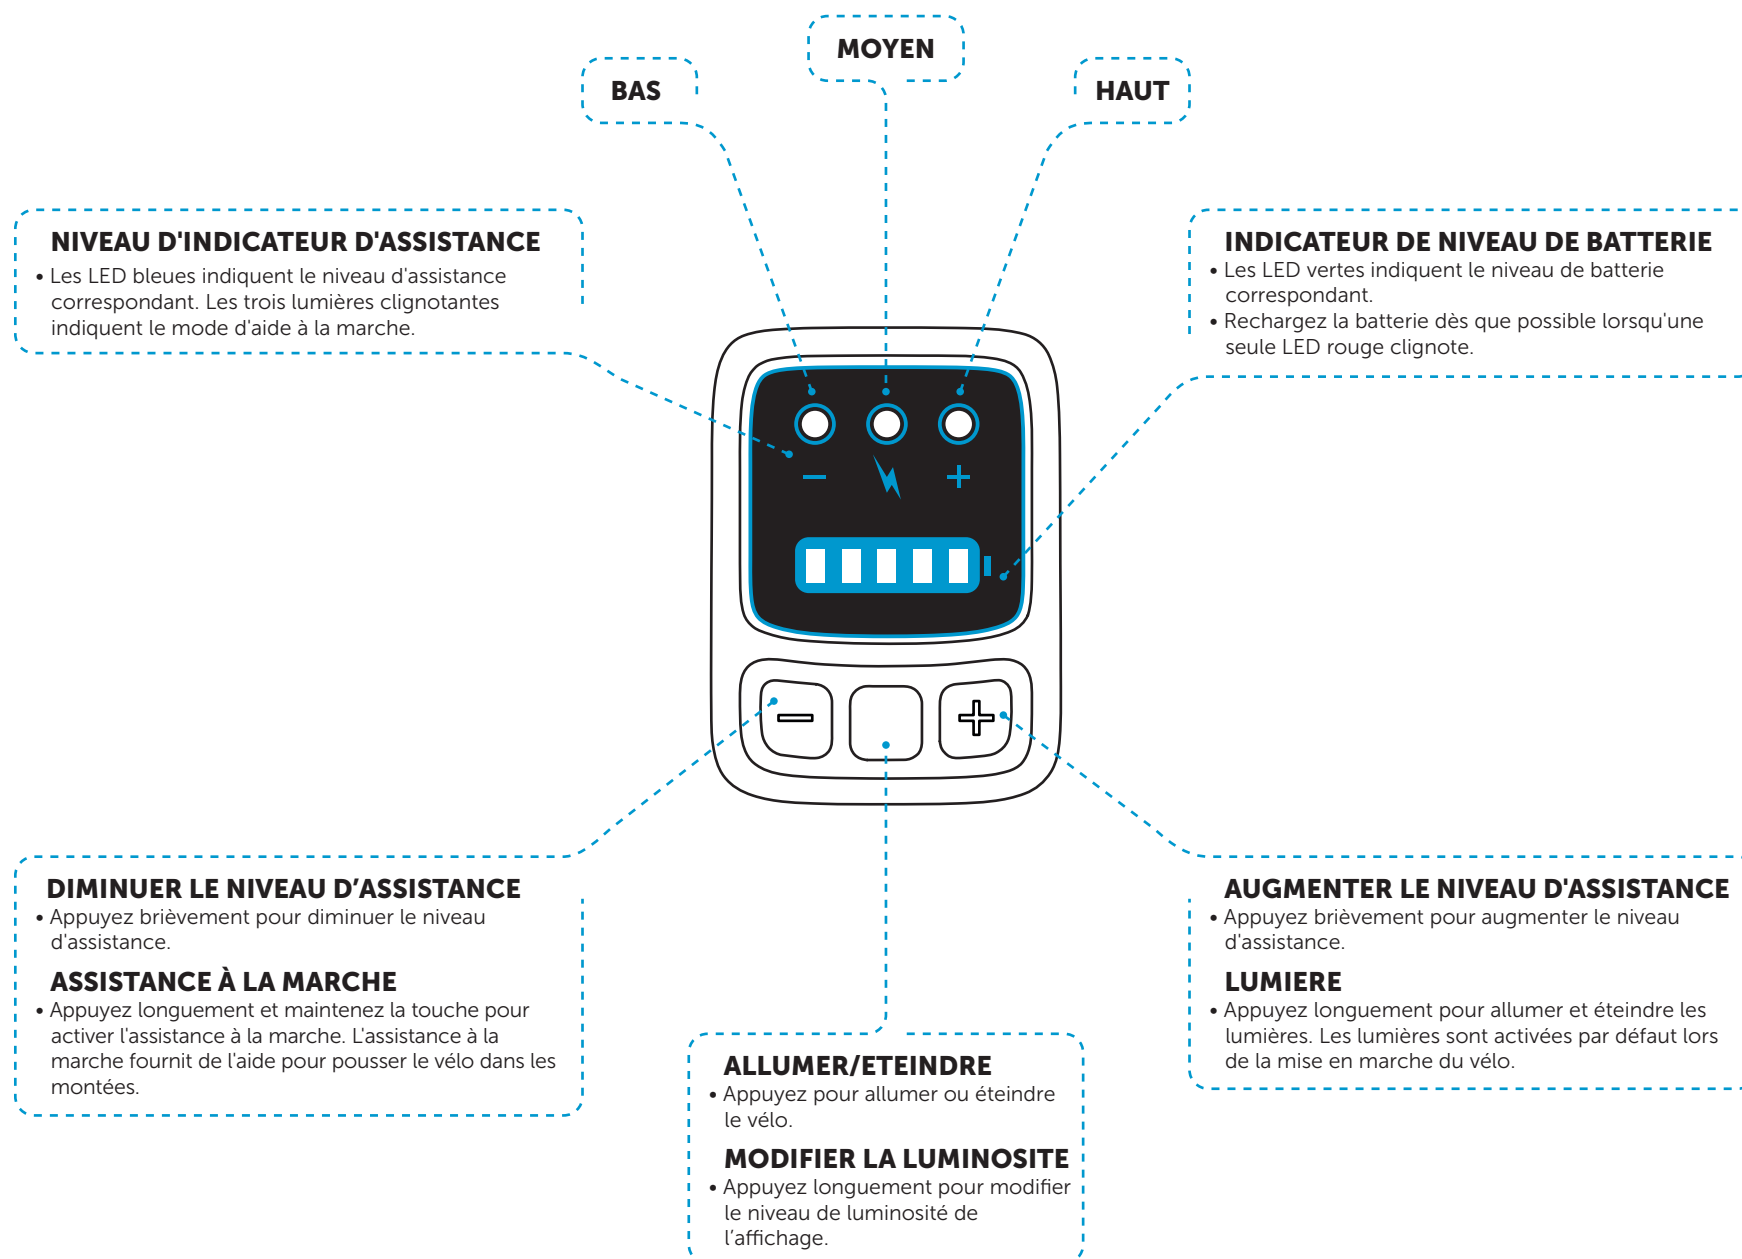 MOYEN
BAS
HAUT
NIVEAU D'INDICATEUR D'ASSISTANCE
• Les LED bleues indiquent le niveau d'assistance
correspondant. Les trois lumières clignotantes
indiquent le mode d'aide à la marche.
INDICATEUR DE NIVEAU DE BATTERIE
• Les LED vertes indiquent le niveau de batterie
correspondant.
• Rechargez la batterie dès que possible lorsqu'une
seule LED rouge clignote.
DIMINUER LE NIVEAU D’ASSISTANCE
• Appuyez brièvement pour diminuer le niveau
d'assistance.
ASSISTANCE À LA MARCHE
• Appuyez longuement et maintenez la touche pour
activer l'assistance à la marche. L'assistance à la
marche fournit de l'aide pour pousser le vélo dans les
montées.
ALLUMER/ETEINDRE
• Appuyez pour allumer ou éteindre
le vélo.
MODIFIER LA LUMINOSITE
• Appuyez longuement pour modifier
le niveau de luminosité de
l’affichage.
AUGMENTER LE NIVEAU D'ASSISTANCE
• Appuyez brièvement pour augmenter le niveau
d'assistance.
LUMIERE
• Appuyez longuement pour allumer et éteindre les
lumières. Les lumières sont activées par défaut lors
de la mise en marche du vélo.